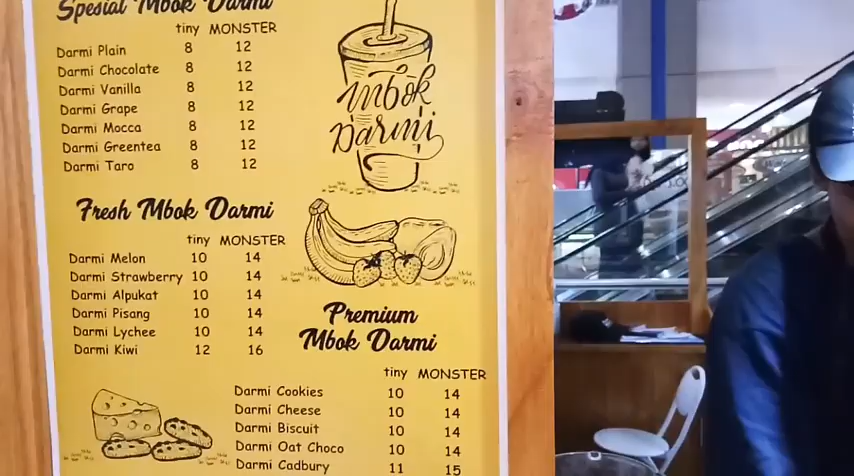 Spesial Mbok Darmi
tiny MONSTER
Darmi Plain 8 12
Darmi Chocolate 8 12
Darmi Vanilla 8 12
Darmi Grape 8 12
Darmi Mocca 8 12
Darmi Greentea 8 12
Darmi Taro 8 12
Mbok
Darmi
Fresh Mbok Darmi
tiny MONSTER
Darmi Melon 10 14
Darmi Strawberry 10 14
Darmi Alpukat 10 14
Darmi Pisang 10 14
Darmi Lychee 10 14
Darmi Kiwi 12 16
Premium
Mbok Darmi
tiny MONSTER
Darmi Cookies 10 14
Darmi Cheese 10 14
Darmi Biscuit 10 14
Darmi Oat Choco 10 14
Darmi Cadbury 11 15